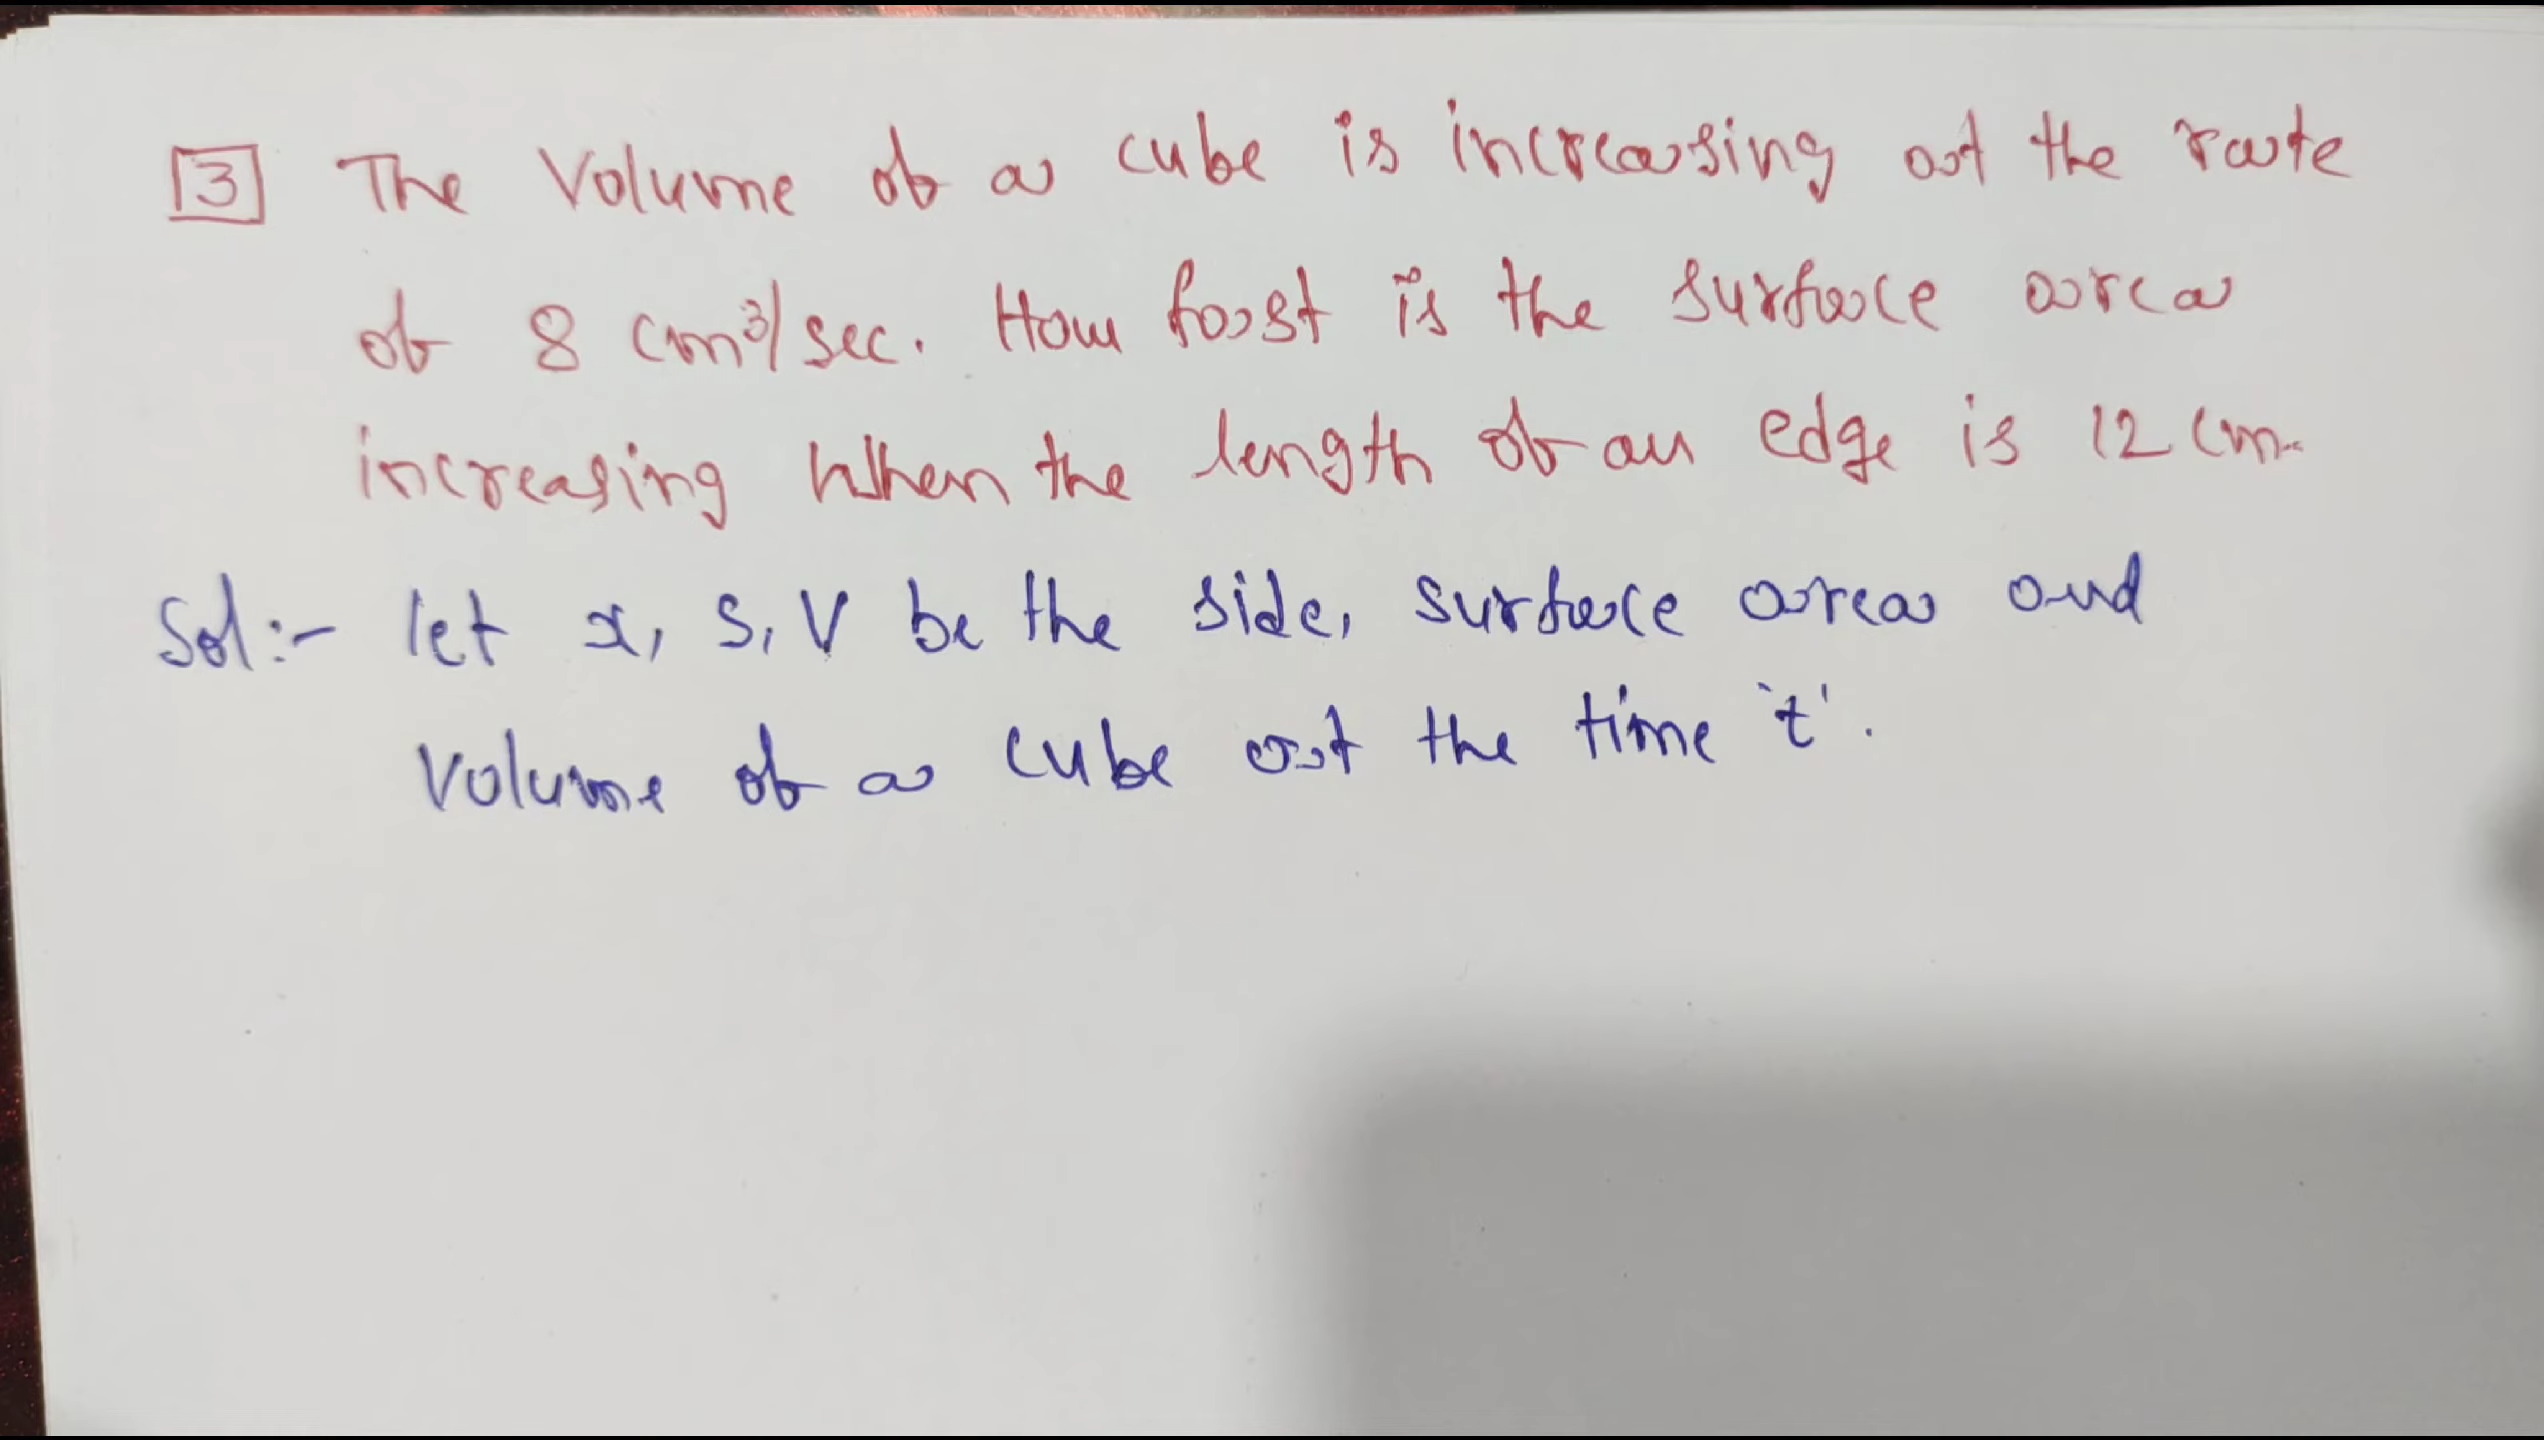 3 The Volume of a cube is increasing at the rate
of 8 cm³/sec. How fast is the surface area
increasing When the length of an edge is 12 cm.
Sol:- let x, s, V be the side, surface area and
Volume of a cube at the time 't'.